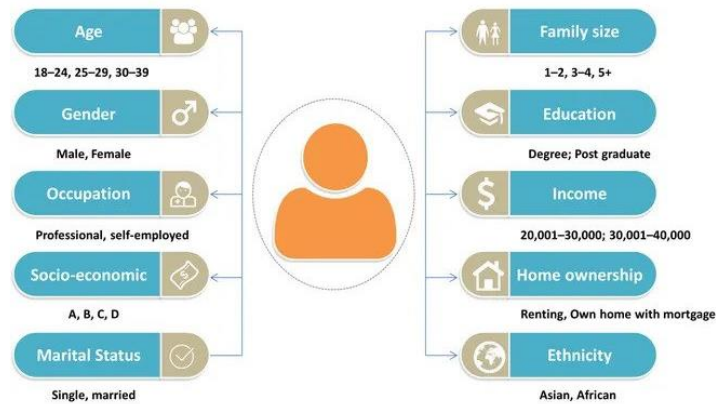 Age
18–24, 25–29, 30–39
Gender
Male, Female
Occupation
Professional, self-employed
Socio-economic
A, B, C, D
Marital Status
Single, married
Family size
1–2, 3–4, 5+
Education
Degree; Post graduate
$
Income
20,001–30,000; 30,001–40,000
Home ownership
Renting, Own home with mortgage
Ethnicity
Asian, African